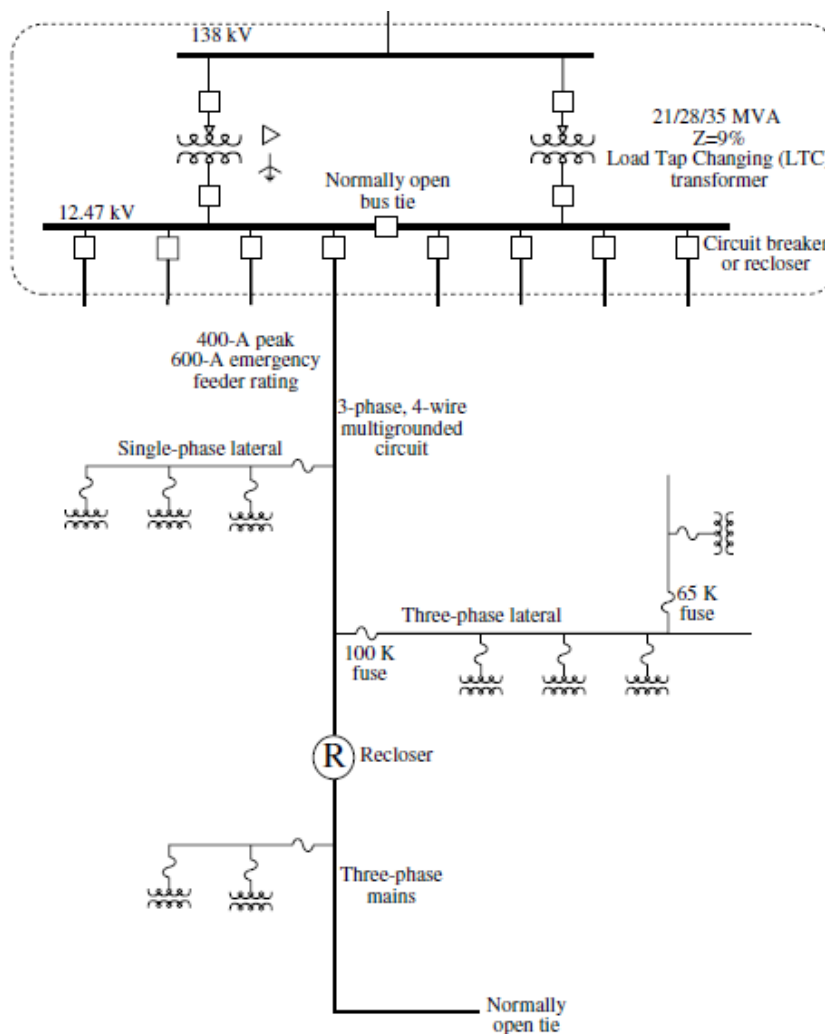 138 kV
21/28/35 MVA
Z=9%
Load Tap Changing (LTC)
transformer
Normally open
bus tie
12.47 kV
Circuit breaker
or recloser
400-A peak
600-A emergency
feeder rating
3-phase, 4-wire
multigrounded
circuit
Single-phase lateral
65 K
fuse
Three-phase lateral
100 K
fuse
R
Recloser
Three-phase
mains
Normally
open tie